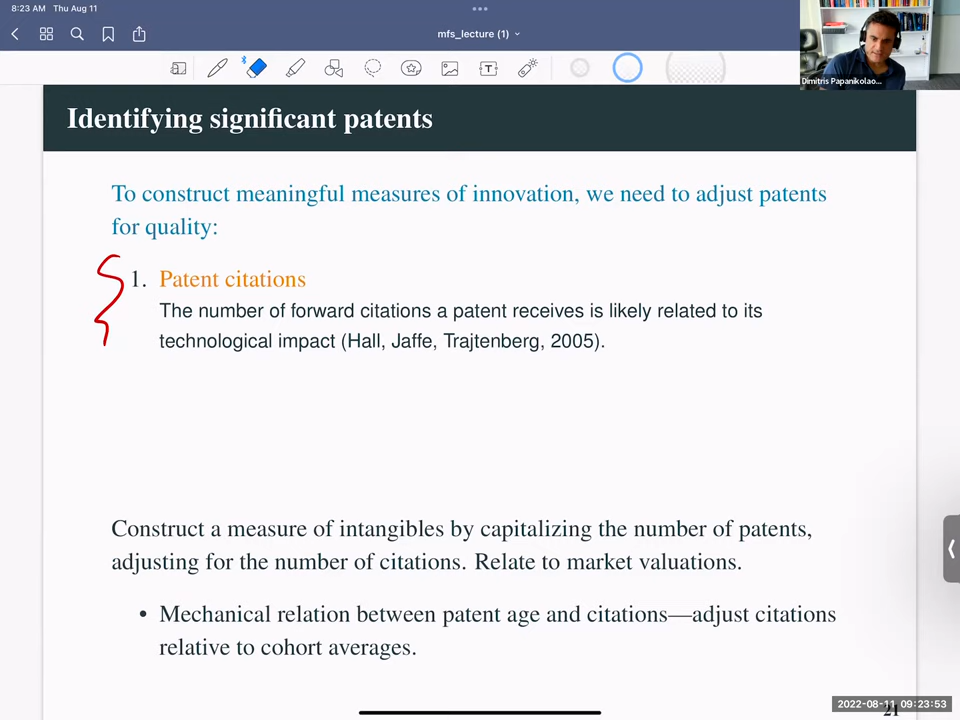 8:23 AM Thu Aug 11
mfs_lecture (1)
Dimitris Papanikolao...
Identifying significant patents
To construct meaningful measures of innovation, we need to adjust patents
for quality:
1. Patent citations
The number of forward citations a patent receives is likely related to its
technological impact (Hall, Jaffe, Trajtenberg, 2005).
Construct a measure of intangibles by capitalizing the number of patents,
adjusting for the number of citations. Relate to market valuations.
• Mechanical relation between patent age and citations—adjust citations
relative to cohort averages.
2022-08-11 09:23:53
21